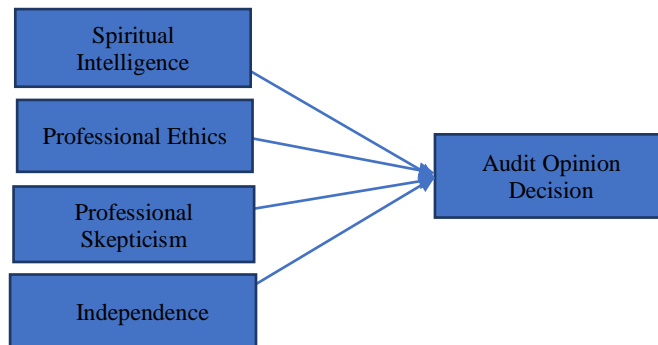 Spiritual
Intelligence
Professional Ethics
Professional
Skepticism
Independence
Audit Opinion
Decision